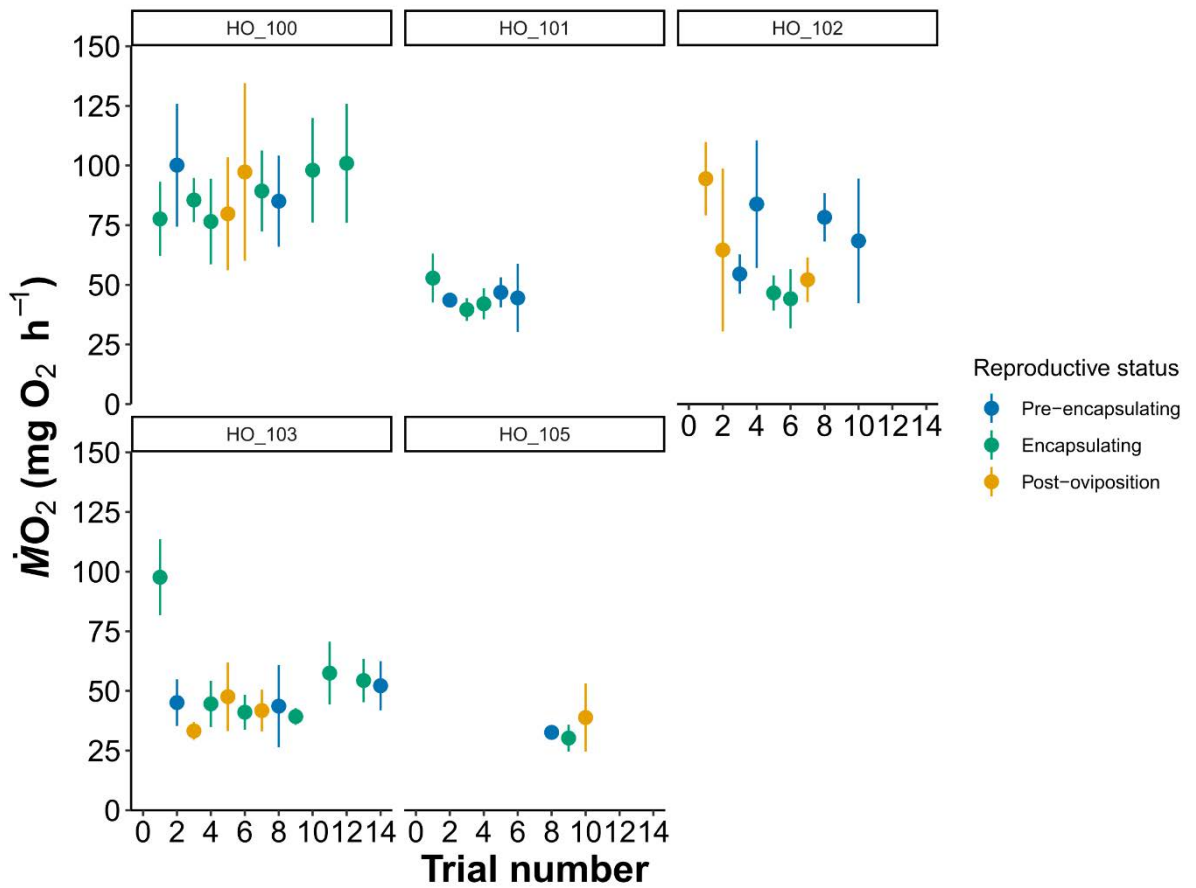 HO_100
HO_101
HO_102
150
125
100
75
50
25
0
0 2 4 6 8 10 12 14
HO_103
HO_105
150
125
100
75
50
25
0
0 2 4 6 8 10 12 14
0 2 4 6 8 10 12 14
ṀO₂ (mg O₂ h⁻¹)
Trial number
Reproductive status
Pre−encapsulating
Encapsulating
Post−oviposition